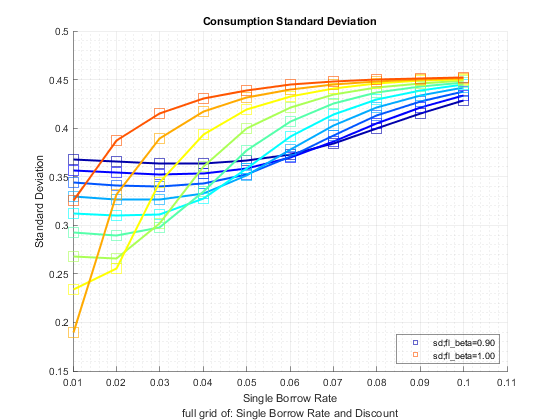 Consumption Standard Deviation
0.5
0.45
0.4
0.35
0.3
0.25
0.2
0.15
Standard Deviation
0.01 0.02 0.03 0.04 0.05 0.06 0.07 0.08 0.09 0.1 0.11
Single Borrow Rate
full grid of: Single Borrow Rate and Discount
sd;fl_beta=0.90
sd;fl_beta=1.00